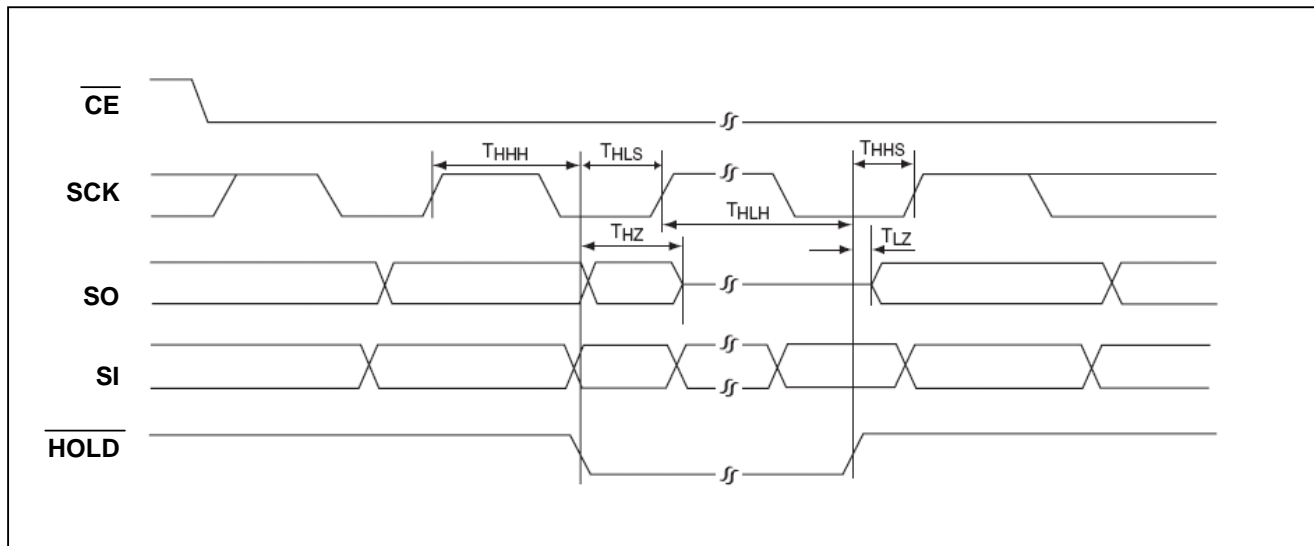 CE
THHH
THLS
THHS
SCK
THLH
THZ
TLZ
SO
SI
HOLD